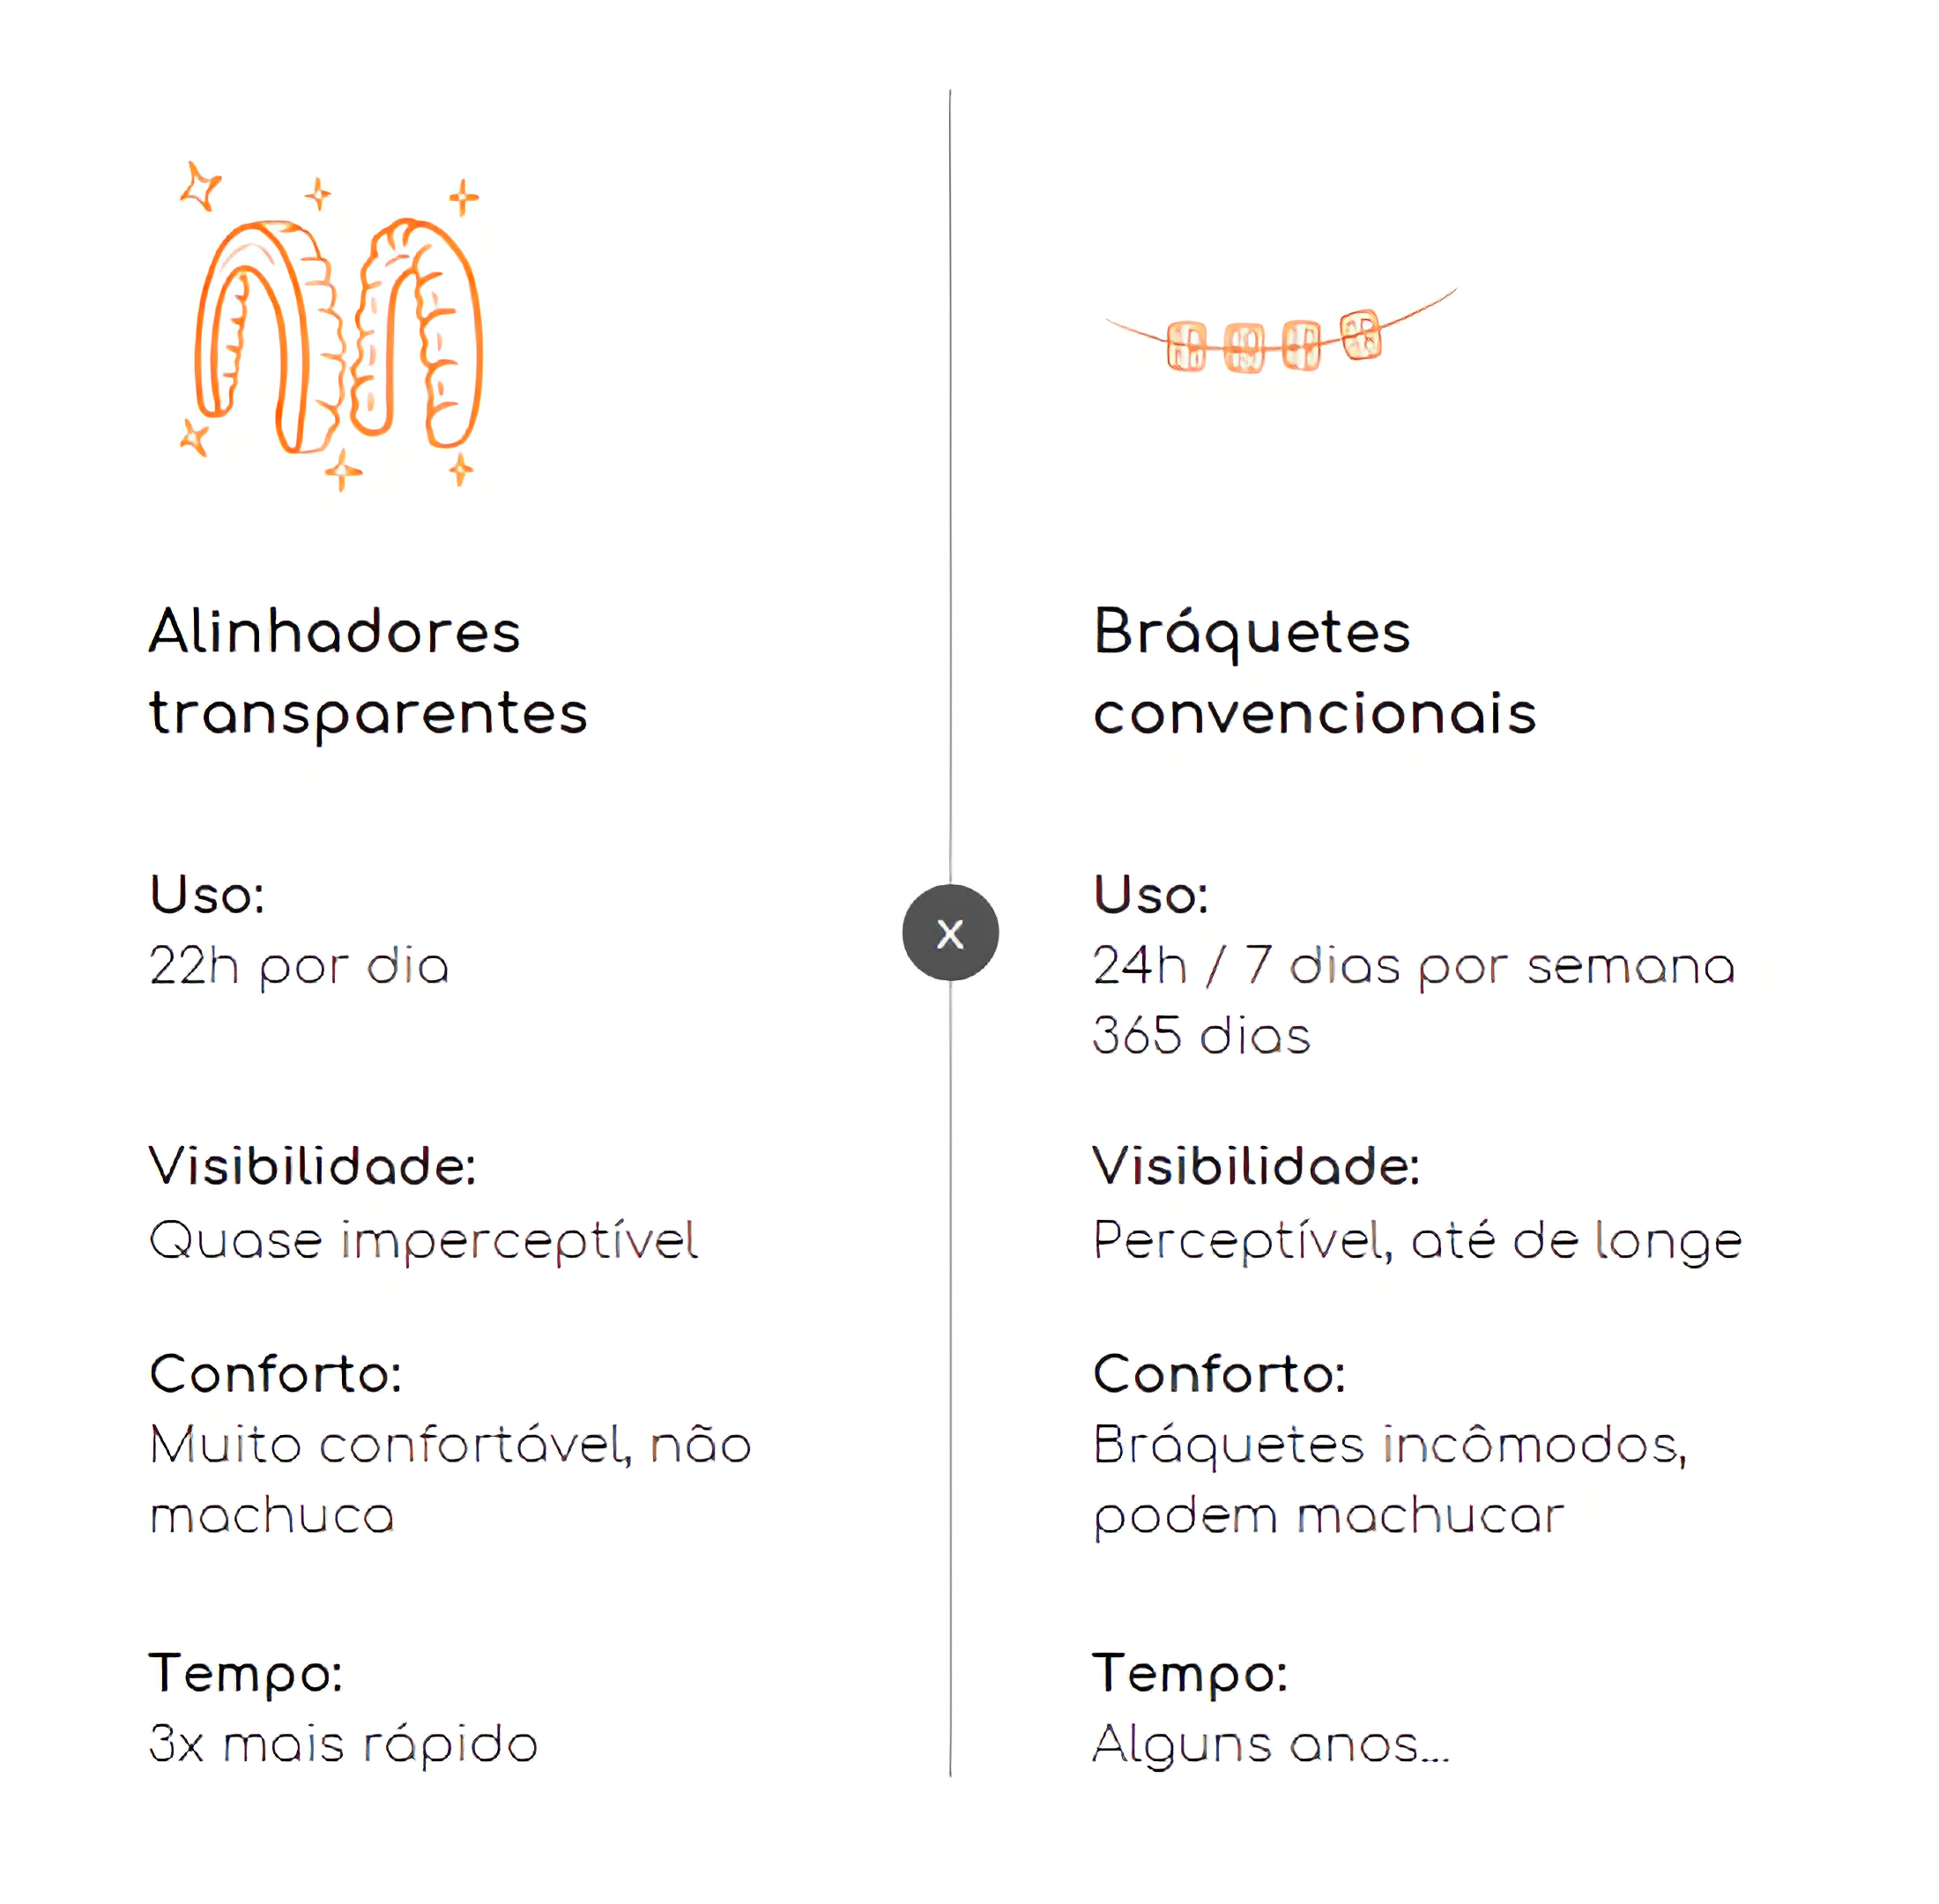 Alinhadores
transparentes
Uso:
22h por dia
Visibilidade:
Quase imperceptível
Conforto:
Muito confortável, não
machuca
Tempo:
3x mais rápido
x
Bráquetes
convencionais
Uso:
24h / 7 dias por semana
365 dias
Visibilidade:
Perceptível, até de longe
Conforto:
Bráquetes incômodos,
podem machucar
Tempo:
Alguns anos...